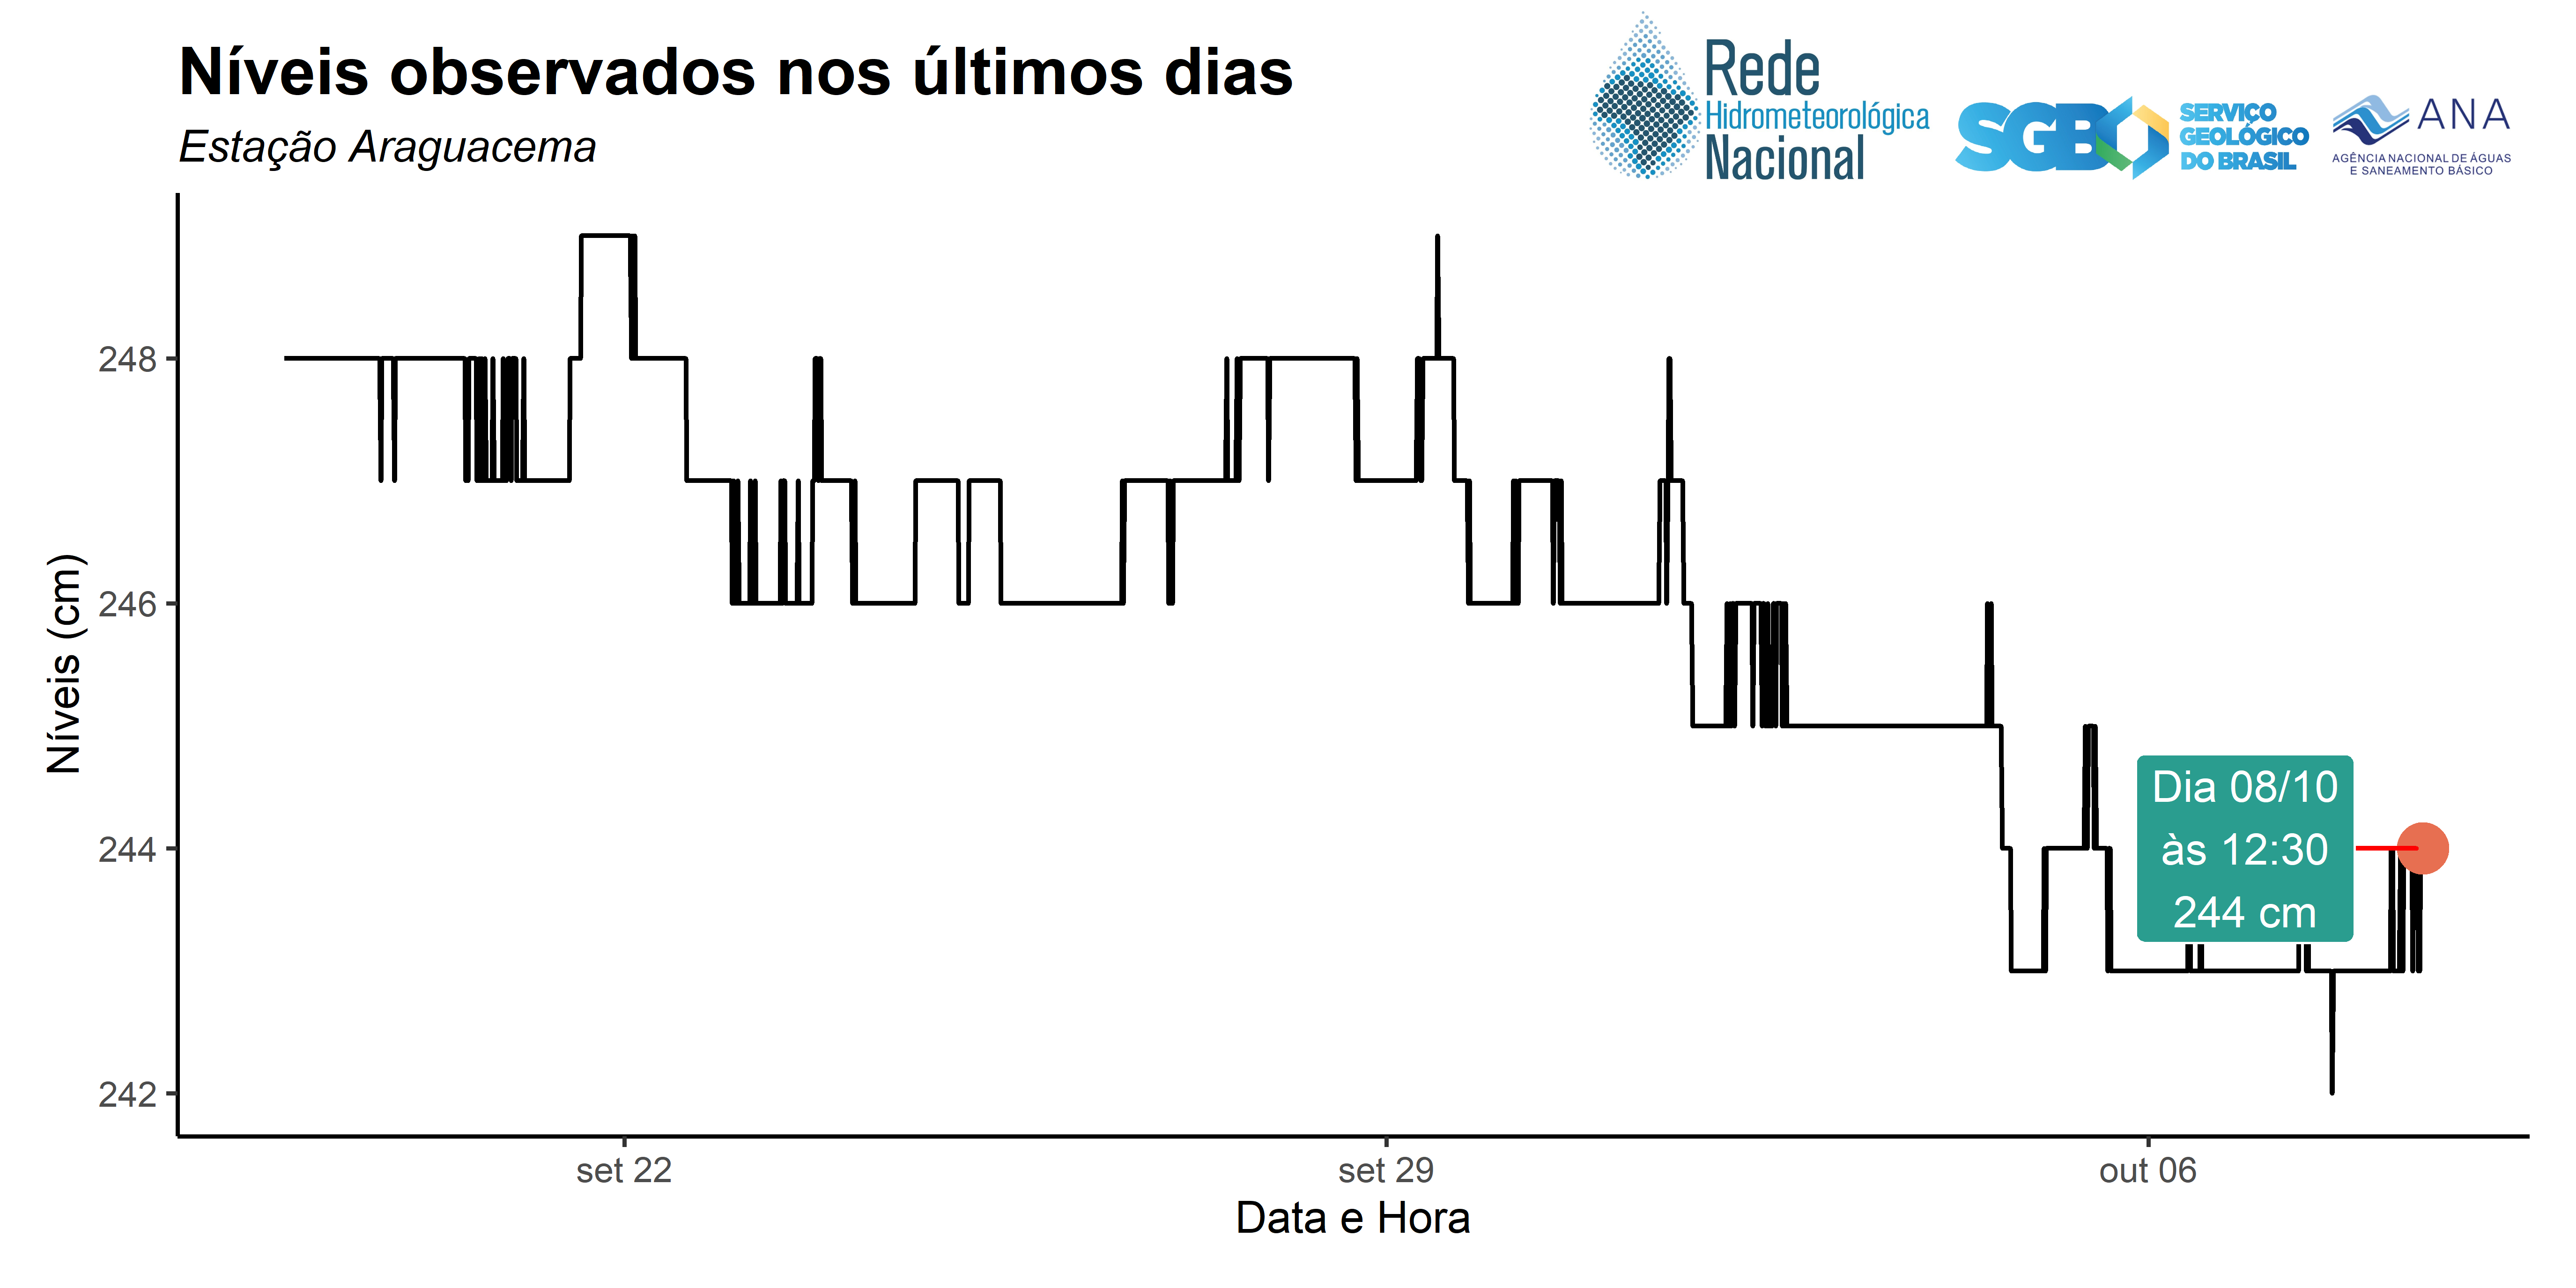 Níveis observados nos últimos dias
Estação Araguacema
Rede
Hidrometeorológica
Nacional
SGB
SERVIÇO
GEOLÓGICO
DO BRASIL
ANA
AGÊNCIA NACIONAL DE ÁGUAS
E SANEAMENTO BÁSICO
Níveis (cm)
248
246
244
242
Dia 08/10
às 12:30
244 cm
set 22
set 29
out 06
Data e Hora